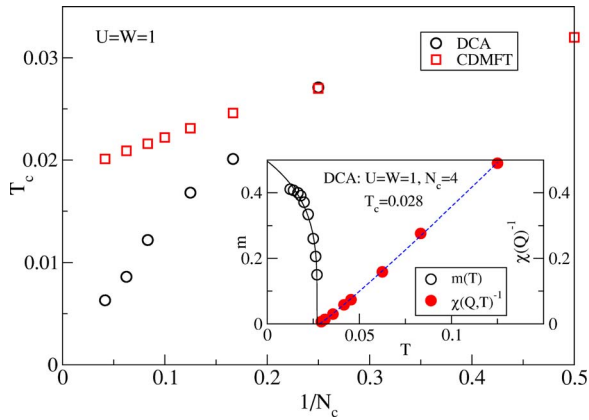 U=W=1
DCA
CDMFT
0.03
0.02
0.01
0
T_c
DCA: U=W=1, N_c=4
T_c=0.028
0.4
0.2
0
m
0.4
0.2
0
χ(Q)^-1
m(T)
χ(Q,T)^-1
0.05
0.1
T
0
0.1
0.2
0.3
0.4
0.5
1/N_c